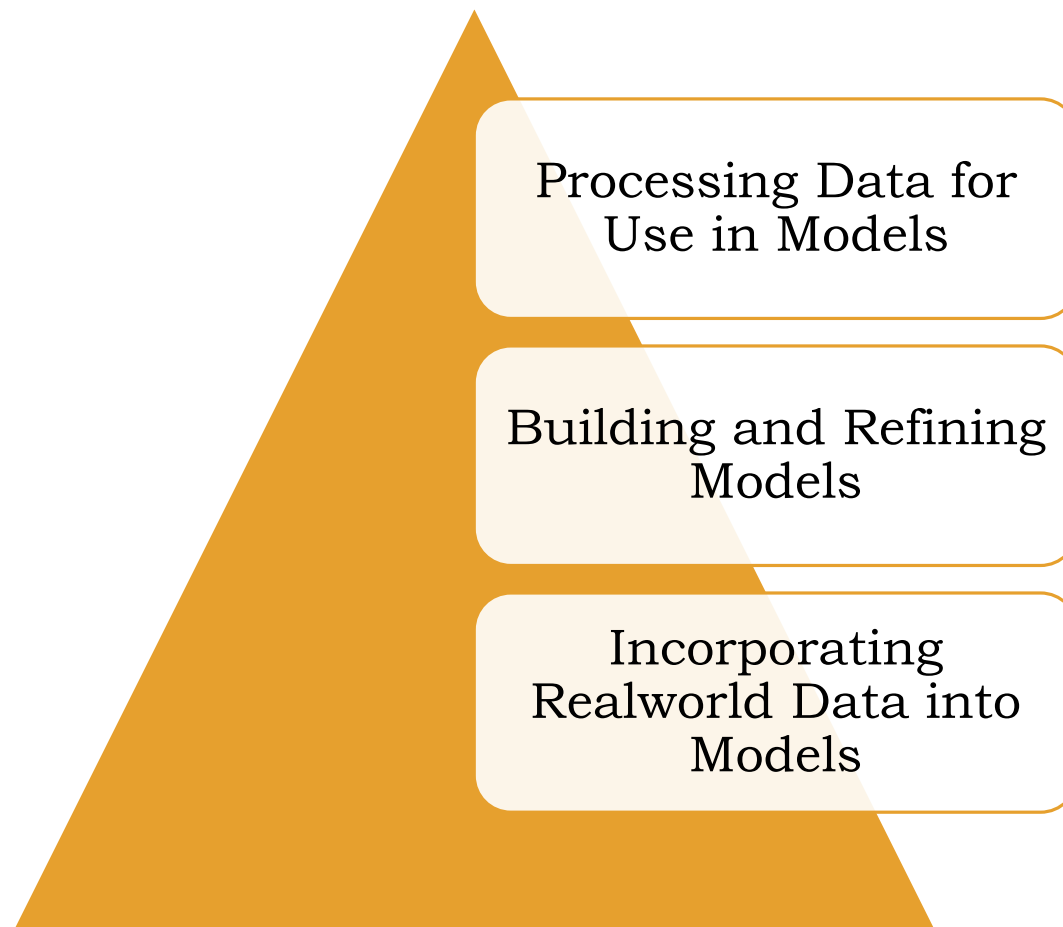 Processing Data for
Use in Models
Building and Refining
Models
Incorporating
Realworld Data into
Models